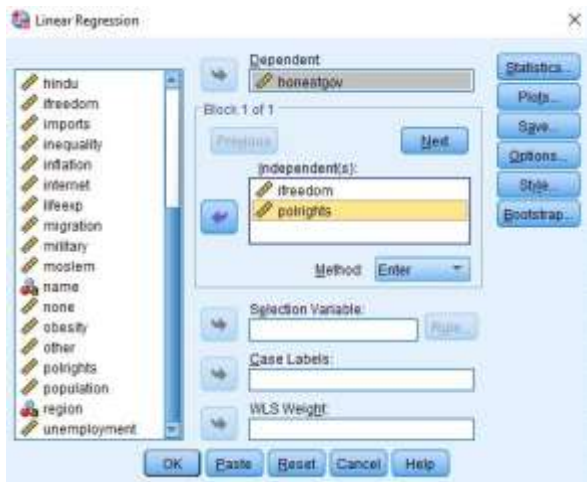 Linear Regression
hindu
ifreedom
imports
inequality
inflation
internet
lifeexp
migration
military
moslem
name
none
obesity
other
polrights
population
region
unemployment
Dependent
honestgov
Block 1 of 1
Previous
Next
Independent(s):
ifreedom
polrights
Method: Enter
Selection Variable:
Rule...
Case Labels:
WLS Weight:
Statistics...
Plots...
Save...
Options...
Style...
Bootstrap...
OK
Paste
Reset
Cancel
Help